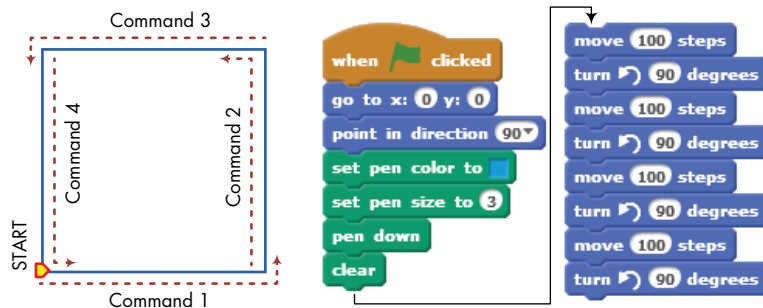 Command 3
Command 4
Command 2
START
Command 1
when clicked
go to x: 0 y: 0
point in direction 90
set pen color to
set pen size to 3
pen down
clear
move 100 steps
turn 90 degrees
move 100 steps
turn 90 degrees
move 100 steps
turn 90 degrees
move 100 steps
turn 90 degrees